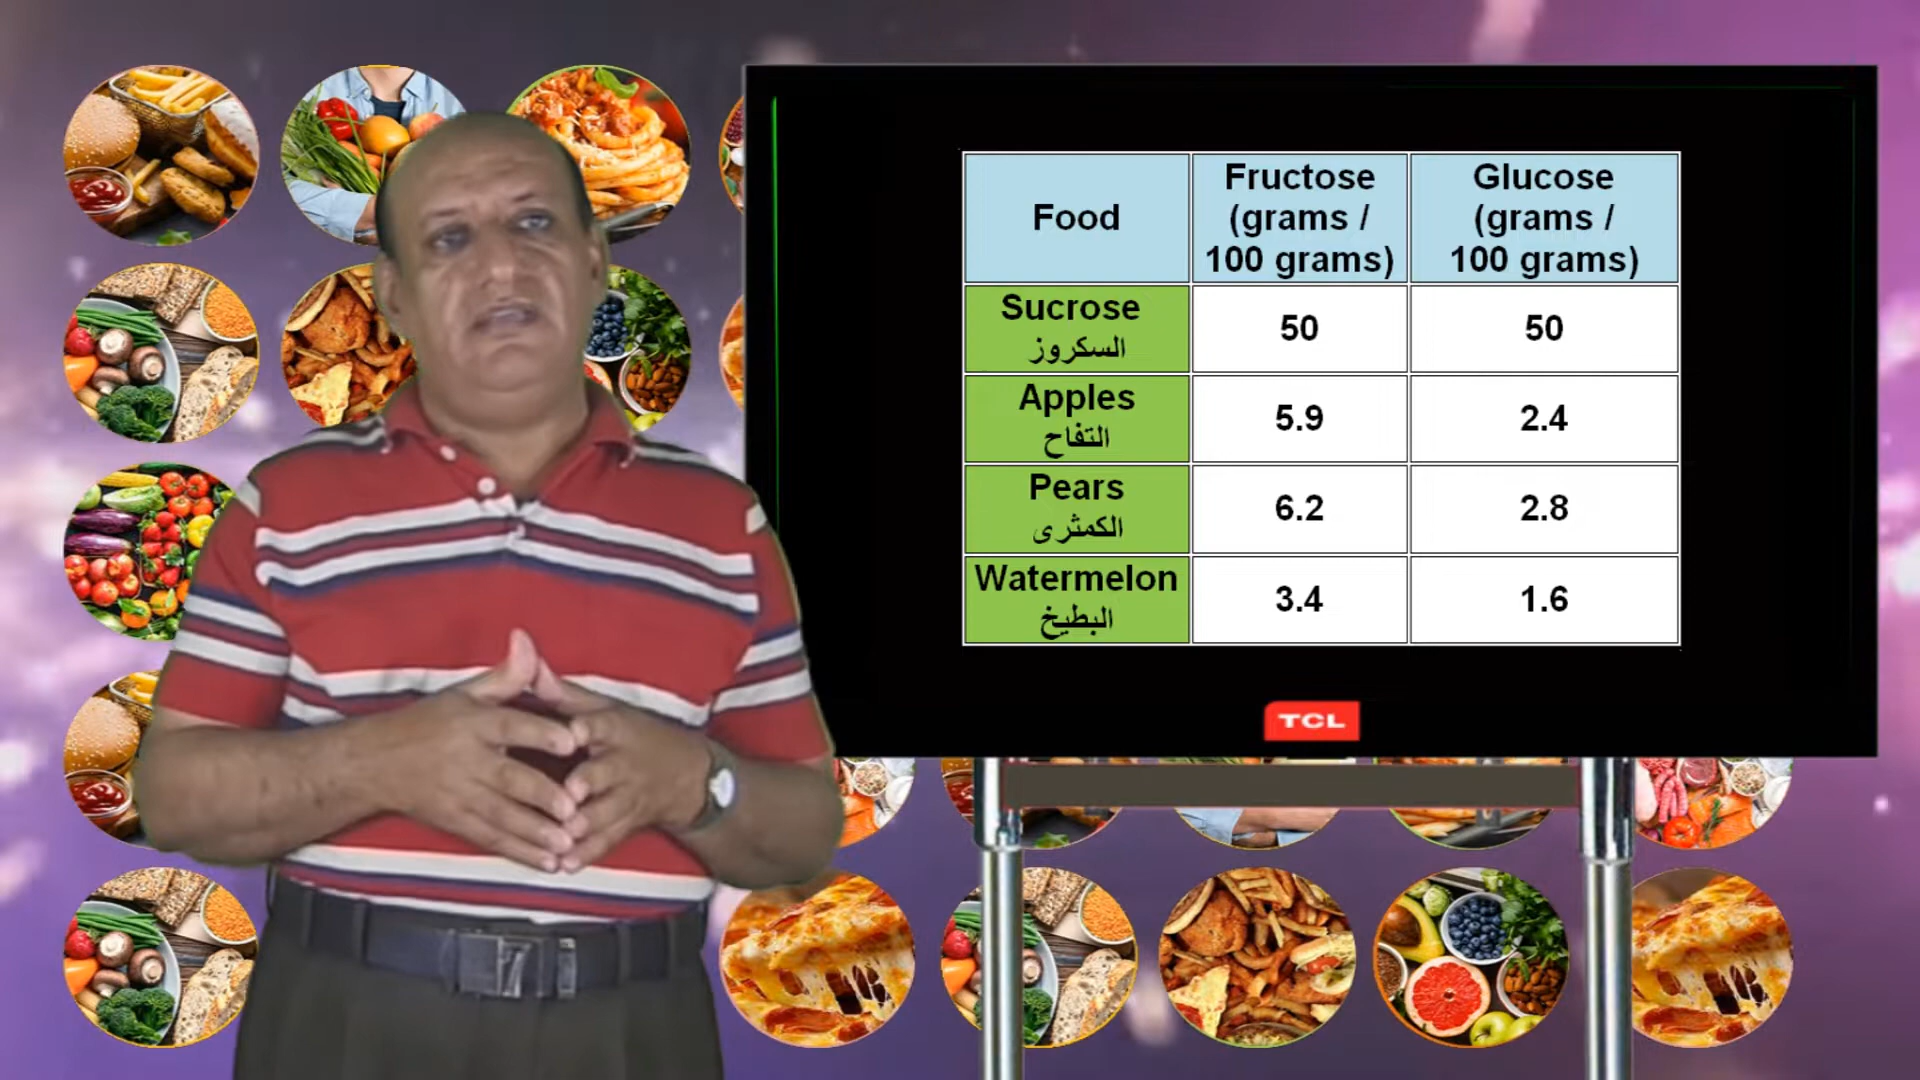 Food
Fructose
(grams /
100 grams)
Glucose
(grams /
100 grams)
Sucrose
السكروز
50
50
Apples
التفاح
5.9
2.4
Pears
الكمثرى
6.2
2.8
Watermelon
البطيخ
3.4
1.6
TCL